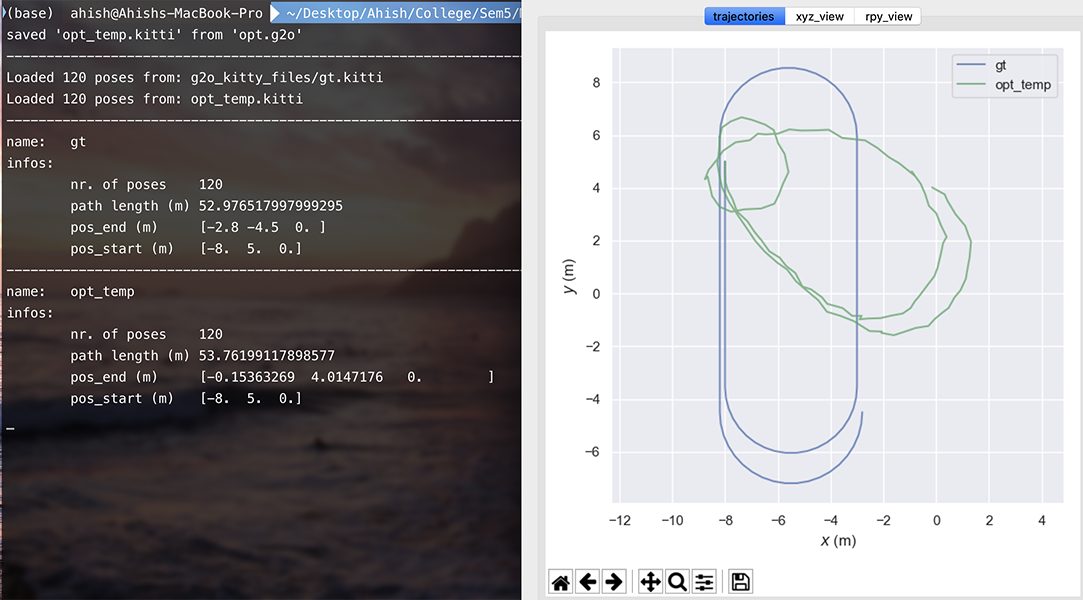 (base) ahish@Ahishs-MacBook-Pro ~/Desktop/Ahish/College/Sem5/
saved 'opt_temp.kitti' from 'opt.g2o'
Loaded 120 poses from: g2o_kitty_files/gt.kitti
Loaded 120 poses from: opt_temp.kitti
name: gt
infos:
nr. of poses 120
path length (m) 52.976517997999295
pos_end (m) [-2.8 -4.5 0. ]
pos_start (m) [-8. 5. 0.]
name: opt_temp
infos:
nr. of poses 120
path length (m) 53.76199117898577
pos_end (m) [-0.15363269 4.0147176 0. ]
pos_start (m) [-8. 5. 0.]
trajectories xyz_view rpy_view
gt
opt_temp
8
6
4
2
0
−2
−4
−6
y (m)
−12 −10 −8 −6 −4 −2 0 2 4
x (m)